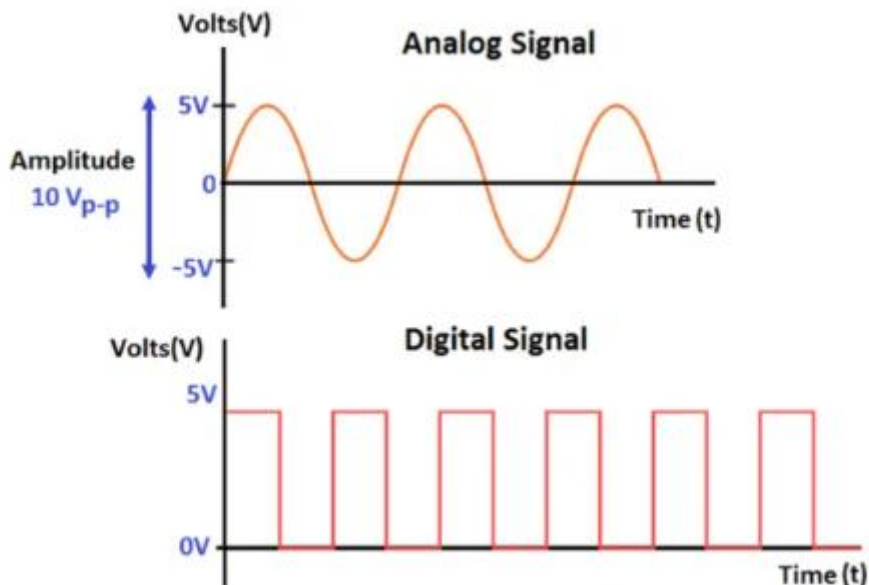 Volts(V)
Analog Signal
5V
Amplitude
10 Vp-p
0
Time (t)
-5V
Digital Signal
Volts(V)
5V
0V
Time (t)